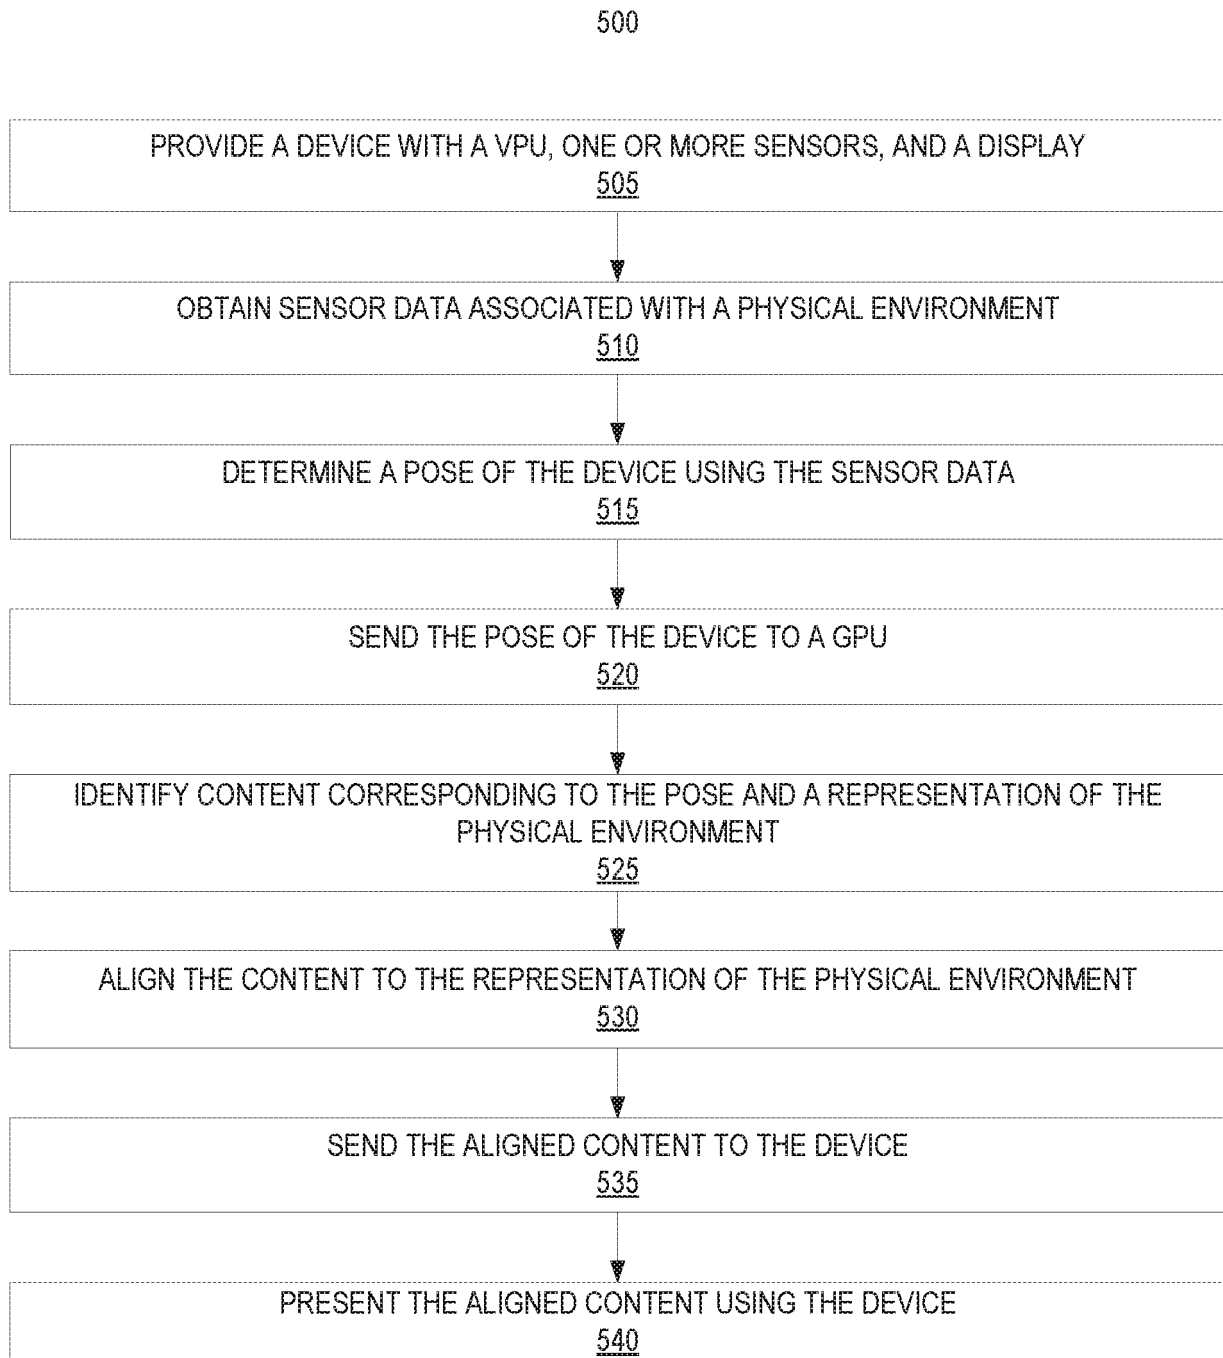 500
PROVIDE A DEVICE WITH A VPU, ONE OR MORE SENSORS, AND A DISPLAY
505
OBTAIN SENSOR DATA ASSOCIATED WITH A PHYSICAL ENVIRONMENT
510
DETERMINE A POSE OF THE DEVICE USING THE SENSOR DATA
515
SEND THE POSE OF THE DEVICE TO A GPU
520
IDENTIFY CONTENT CORRESPONDING TO THE POSE AND A REPRESENTATION OF THE
PHYSICAL ENVIRONMENT
525
ALIGN THE CONTENT TO THE REPRESENTATION OF THE PHYSICAL ENVIRONMENT
530
SEND THE ALIGNED CONTENT TO THE DEVICE
535
PRESENT THE ALIGNED CONTENT USING THE DEVICE
540